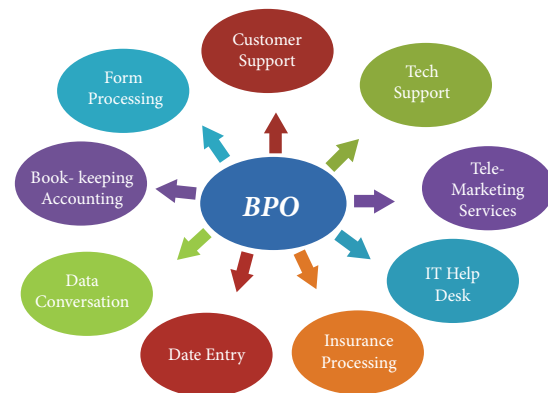 Customer
Support
Tech
Support
Tele-
Marketing
Services
IT Help
Desk
Insurance
Processing
Date Entry
Data
Conversation
Book- keeping
Accounting
Form
Processing
BPO